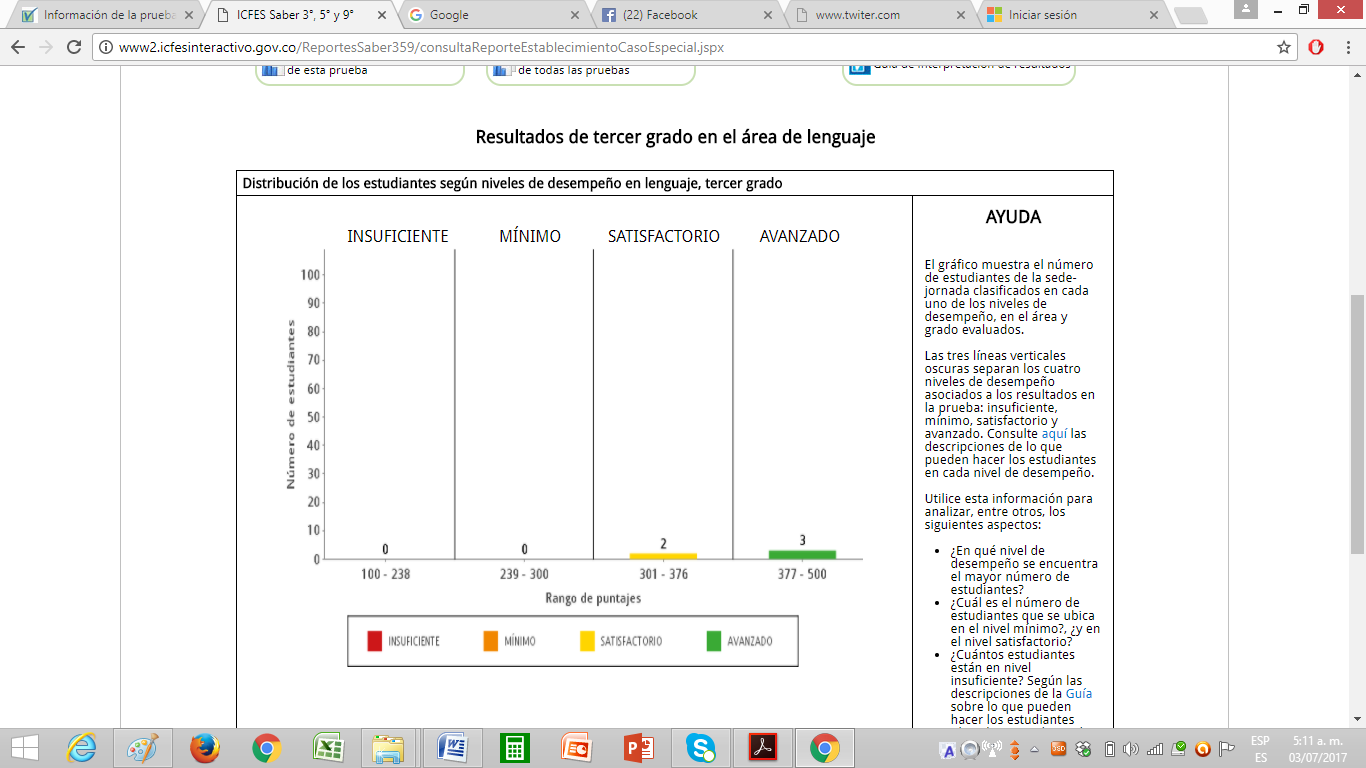 Información de la prueba
ICFES Saber 3°, 5° y 9°
Google
(22) Facebook
www.twiter.com
Iniciar sesión
www2.icfesinteractivo.gov.co/ReportesSaber359/consultaReporteEstablecimientoCasoEspecial.jspx
de esta prueba
de todas las pruebas
Guía de interpretación de resultados
Resultados de tercer grado en el área de lenguaje
Distribución de los estudiantes según niveles de desempeño en lenguaje, tercer grado
INSUFICIENTE MÍNIMO SATISFACTORIO AVANZADO
Número de estudiantes
100
90
80
70
60
50
40
30
20
10
0
0 0 2 3
100 - 238 239 - 300 301 - 376 377 - 500
Rango de puntajes
INSUFICIENTE MÍNIMO SATISFACTORIO AVANZADO
AYUDA
El gráfico muestra el número
de estudiantes de la sede-
jornada clasificados en cada
uno de los niveles de
desempeño, en el área y
grado evaluados.
Las tres líneas verticales
oscuras separan los cuatro
niveles de desempeño
asociados a los resultados en
la prueba: insuficiente,
mínimo, satisfactorio y
avanzado. Consulte aquí las
descripciones de lo que
pueden hacer los estudiantes
en cada nivel de desempeño.
Utilice esta información para
analizar, entre otros, los
siguientes aspectos:
• ¿En qué nivel de
desempeño se encuentra
el mayor número de
estudiantes?
• ¿Cuál es el número de
estudiantes que se ubica
en el nivel mínimo?, ¿y en
el nivel satisfactorio?
• ¿Cuántos estudiantes
están en nivel
insuficiente? Según las
descripciones de la Guía
sobre lo que pueden
hacer los estudiantes
ESP
ES
5:11 a. m.
03/07/2017